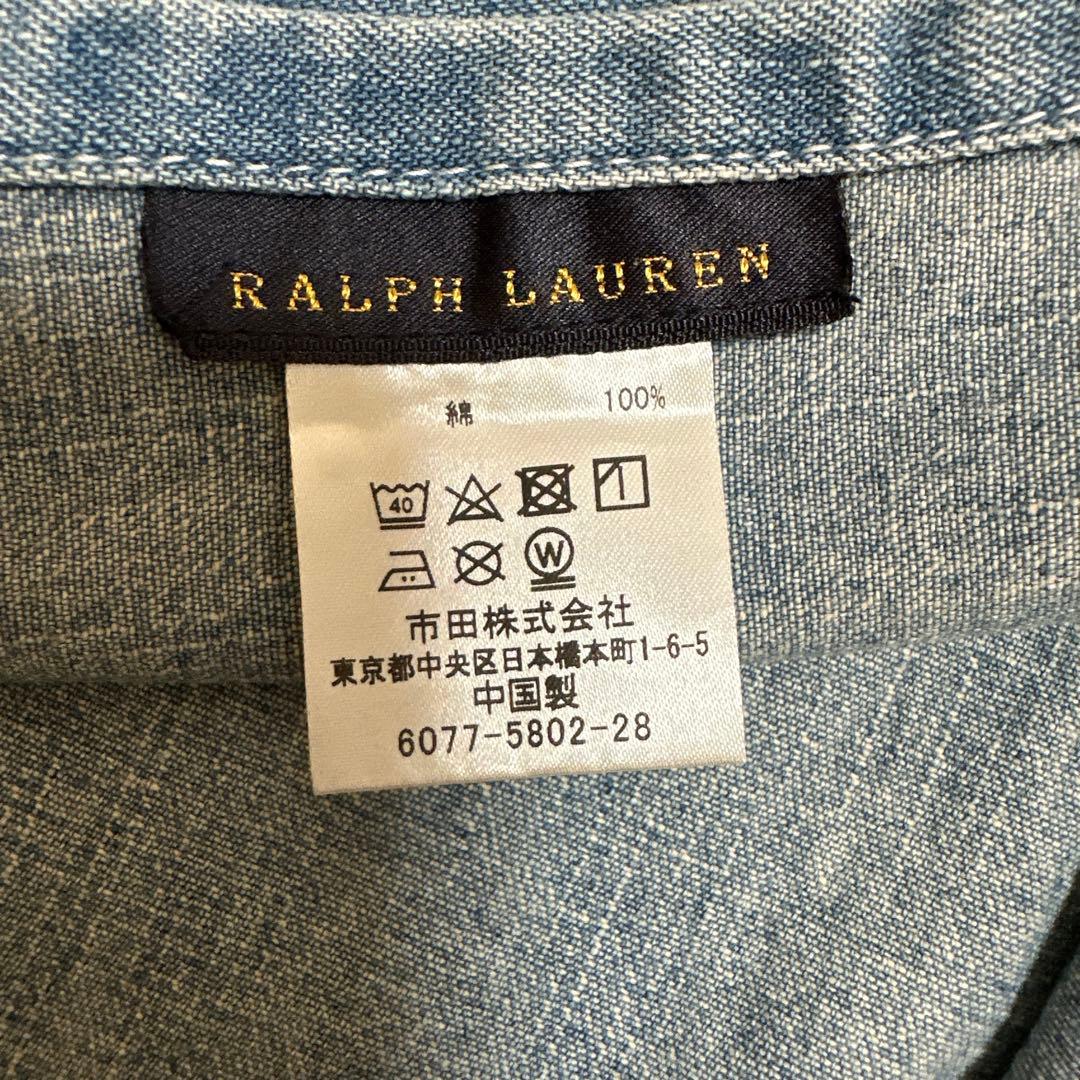 RALPH LAUREN
綿 100%
40
W
市田株式会社
東京都中央区日本橋本町1-6-5
中国製
6077-5802-28